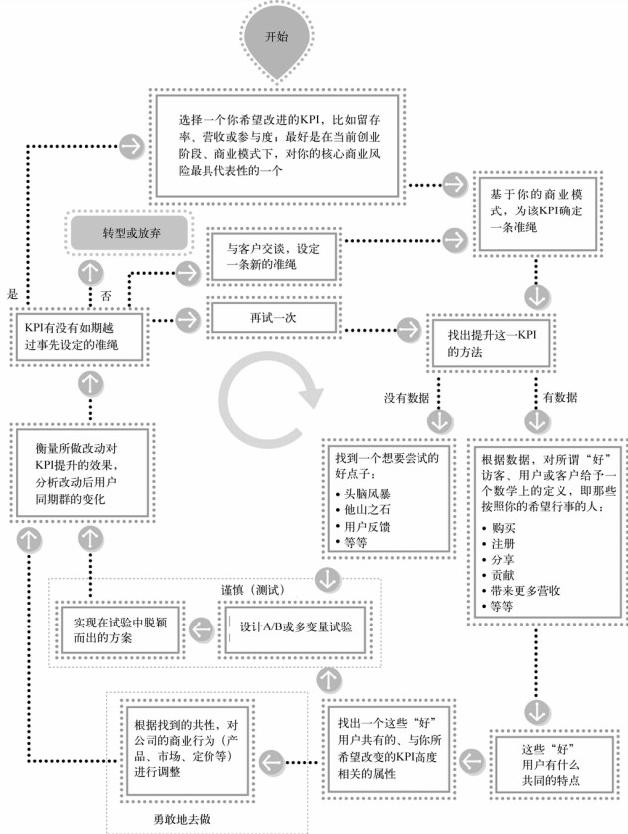 开始
选择一个你希望改进的KPI，比如留存
率、营收或参与度；最好是在当前创业
阶段、商业模式下，对你的核心商业风
险最具代表性的一个
基于你的商业模
式，为该KPI确定
一条准绳
转型或放弃
与客户交谈，设定
一条新的准绳
是
否
再试一次
KPI有没有如期越
过事先设定的准绳
找出提升这一KPI
的方法
没有数据
有数据
衡量所做改动对
KPI提升的效果，
分析改动后用户
同期群的变化
找到一个想要尝试的
好点子：
• 头脑风暴
• 他山之石
• 用户反馈
• 等等
根据数据，对所谓“好”
访客、用户或客户给予一
个数学上的定义，即那些
按照你的希望行事的人：
• 购买
• 注册
• 分享
• 贡献
• 带来更多营收
• 等等
谨慎（测试）
实现在试验中脱颖
而出的方案
设计A/B或多变量试验
根据找到的共性，对
公司的商业行为（产
品、市场、定价等）
进行调整
找出一个这些“好”
用户共有的、与你所
希望改变的KPI高度
相关的属性
这些“好”
用户有什么
共同的特点
勇敢地去做